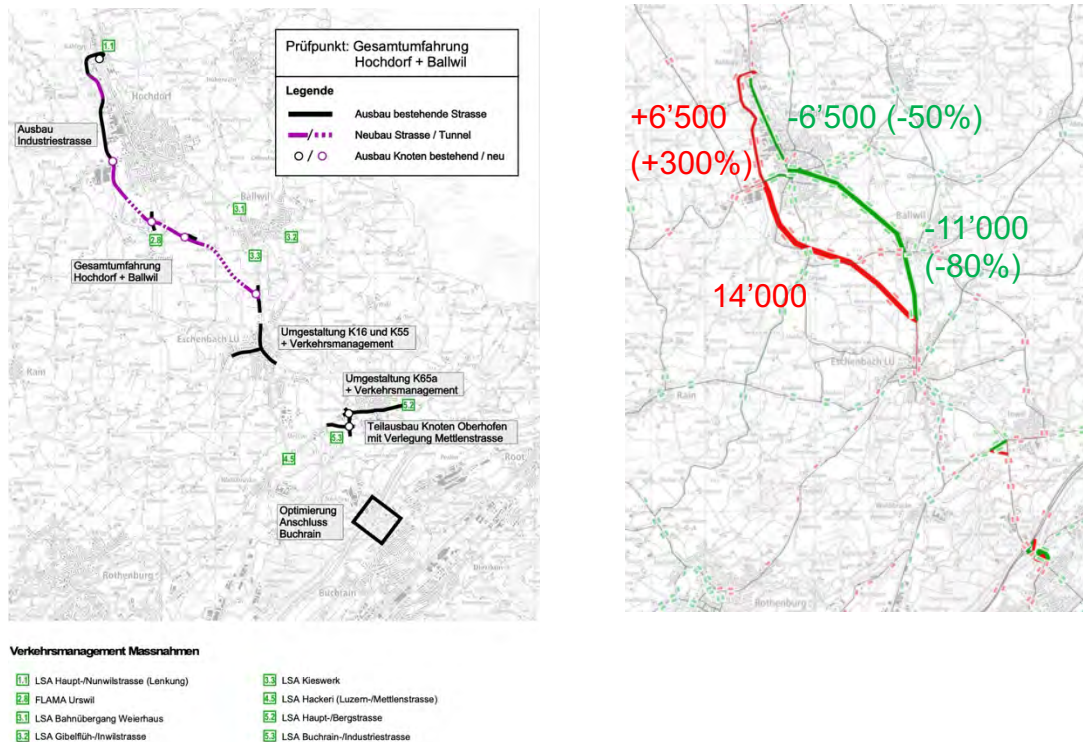 Prüfpunkt: Gesamtumfahrung
Hochdorf + Ballwil
Legende
Ausbau bestehende Strasse
Neubau Strasse / Tunnel
Ausbau Knoten bestehend / neu
1.1
Hochdorf
Ausbau
Industriestrasse
Ballwil
3.1
3.2
2.8
3.3
Gesamtumfahrung
Hochdorf + Ballwil
Eschenbach LU
Umgestaltung K16 und K55
+ Verkehrsmanagement
Rain
Umgestaltung K65a
+ Verkehrsmanagement
5.2
Teilausbau Knoten Oberhofen
mit Verlegung Mettlenstrasse
5.3
4.5
Root
Optimierung
Anschluss
Buchrain
Rothenburg
Buchrain
Verkehrsmanagement Massnahmen
1.1 LSA Haupt-/Nunwilstrasse (Lenkung)
2.8 FLAMA Urswil
3.1 LSA Bahnübergang Weierhaus
3.2 LSA Gibelflüh-/Inwilstrasse
3.3 LSA Kieswerk
4.5 LSA Hackeri (Luzern-/Mettlenstrasse)
5.2 LSA Haupt-/Bergstrasse
5.3 LSA Buchrain-/Industriestrasse
+6'500
(+300%)
-6'500 (-50%)
Ballwil
-11'000
(-80%)
14'000
Eschenbach LU
Rain
Inwil
Rothenburg